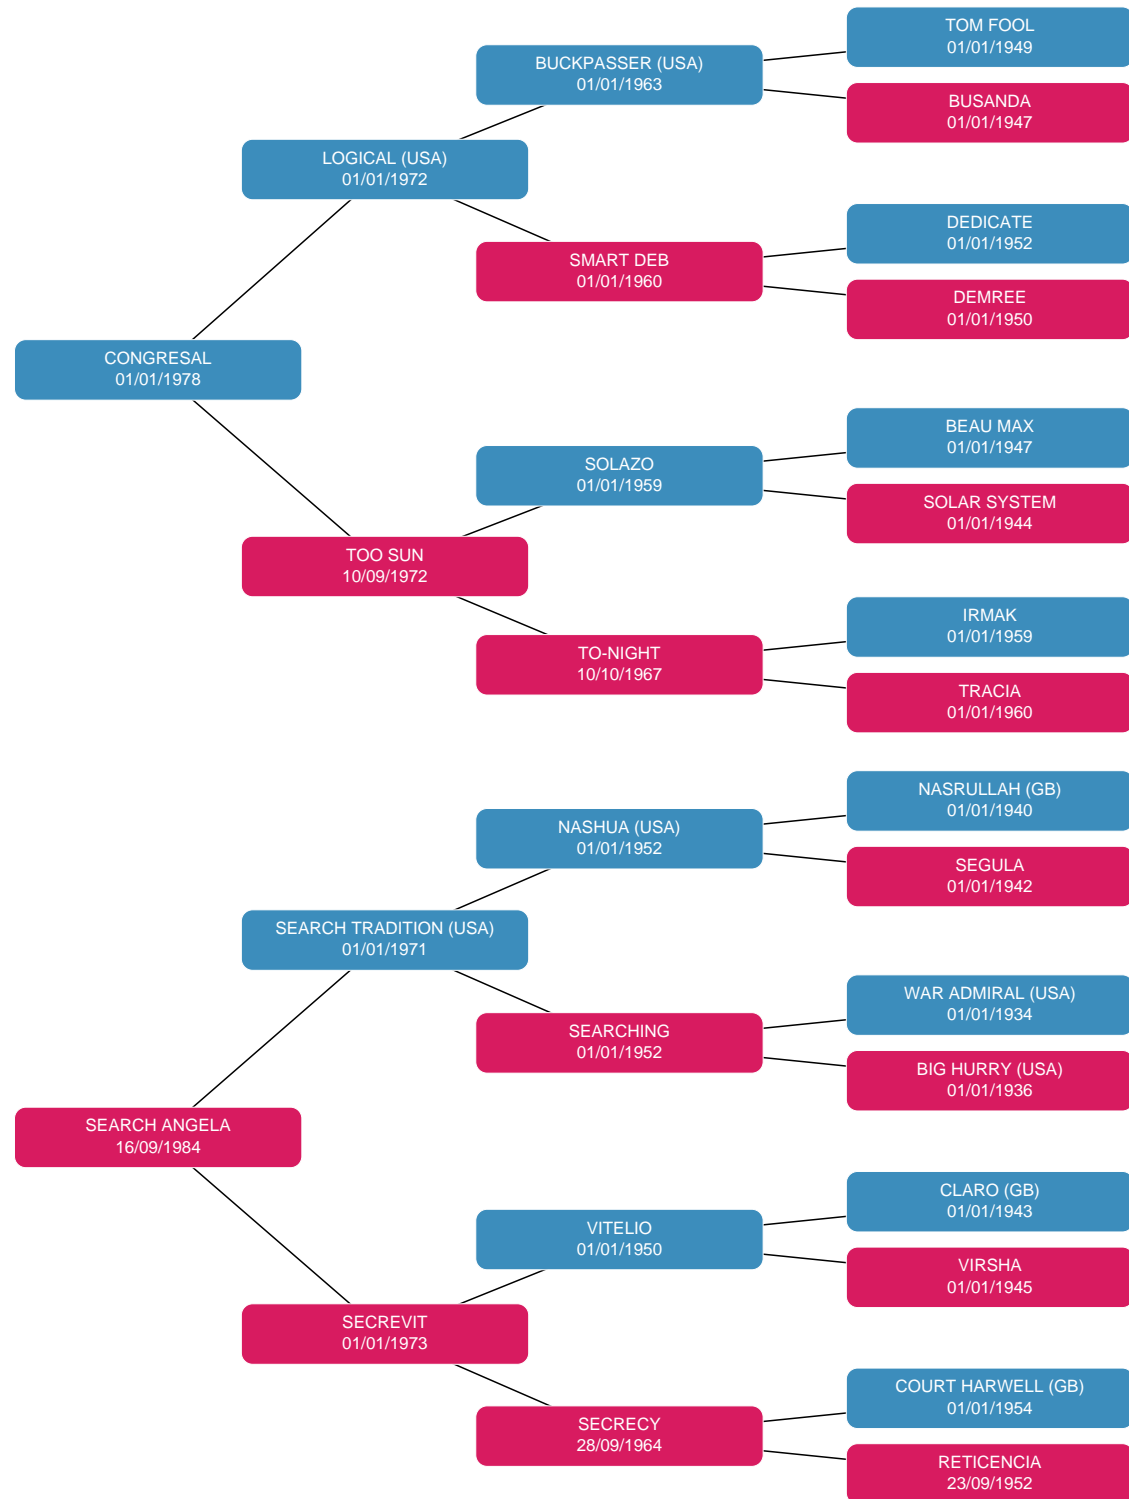 TOM FOOL
01/01/1949
BUCKPASSER (USA)
01/01/1963
BUSANDA
01/01/1947
LOGICAL (USA)
01/01/1972
DEDICATE
01/01/1952
SMART DEB
01/01/1960
DEMREE
01/01/1950
CONGRESAL
01/01/1978
BEAU MAX
01/01/1947
SOLAZO
01/01/1959
SOLAR SYSTEM
01/01/1944
TOO SUN
10/09/1972
IRMAK
01/01/1959
TO-NIGHT
10/10/1967
TRACIA
01/01/1960
NASRULLAH (GB)
01/01/1940
NASHUA (USA)
01/01/1952
SEGULA
01/01/1942
SEARCH TRADITION (USA)
01/01/1971
WAR ADMIRAL (USA)
01/01/1934
SEARCHING
01/01/1952
BIG HURRY (USA)
01/01/1936
SEARCH ANGELA
16/09/1984
CLARO (GB)
01/01/1943
VITELIO
01/01/1950
VIRSHA
01/01/1945
SECREVIT
01/01/1973
COURT HARWELL (GB)
01/01/1954
SECRECY
28/09/1964
RETICENCIA
23/09/1952